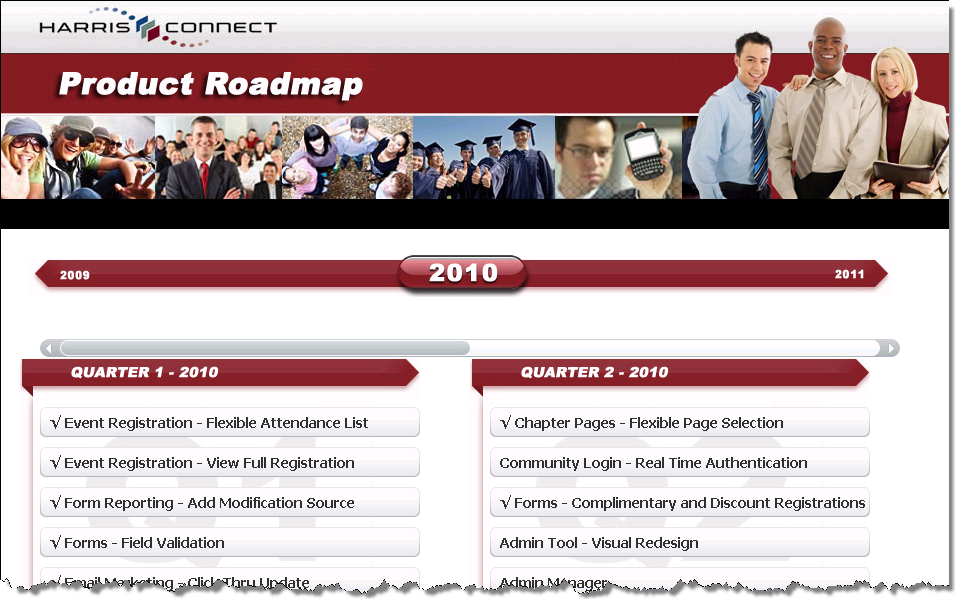 HARRIS CONNECT
Product Roadmap
2009
2010
2011
QUARTER 1 - 2010
√ Event Registration - Flexible Attendance List
√ Event Registration - View Full Registration
√ Form Reporting - Add Modification Source
√ Forms - Field Validation
√ Email Marketing - Click Thru Update
Q1
QUARTER 2 - 2010
√ Chapter Pages - Flexible Page Selection
Community Login - Real Time Authentication
√ Forms - Complimentary and Discount Registrations
Admin Tool - Visual Redesign
Admin Manager
Q2